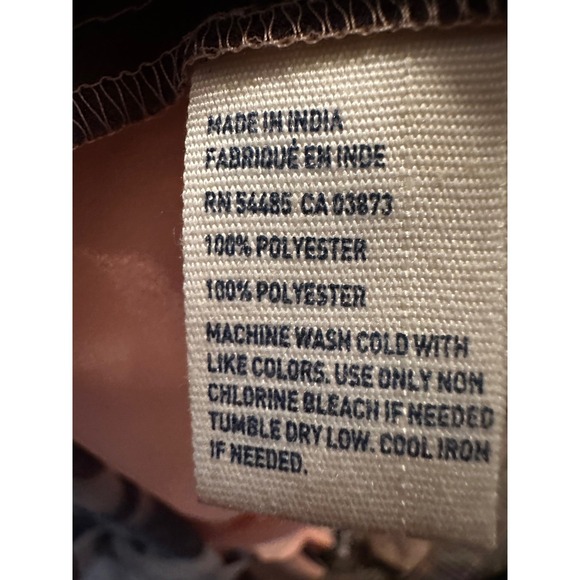 MADE IN INDIA
FABRIQUÉ EN INDE
RN 54485 CA 03873
100% POLYESTER
100% POLYESTER
MACHINE WASH COLD WITH
LIKE COLORS. USE ONLY NON
CHLORINE BLEACH IF NEEDED
TUMBLE DRY LOW. COOL IRON
IF NEEDED.